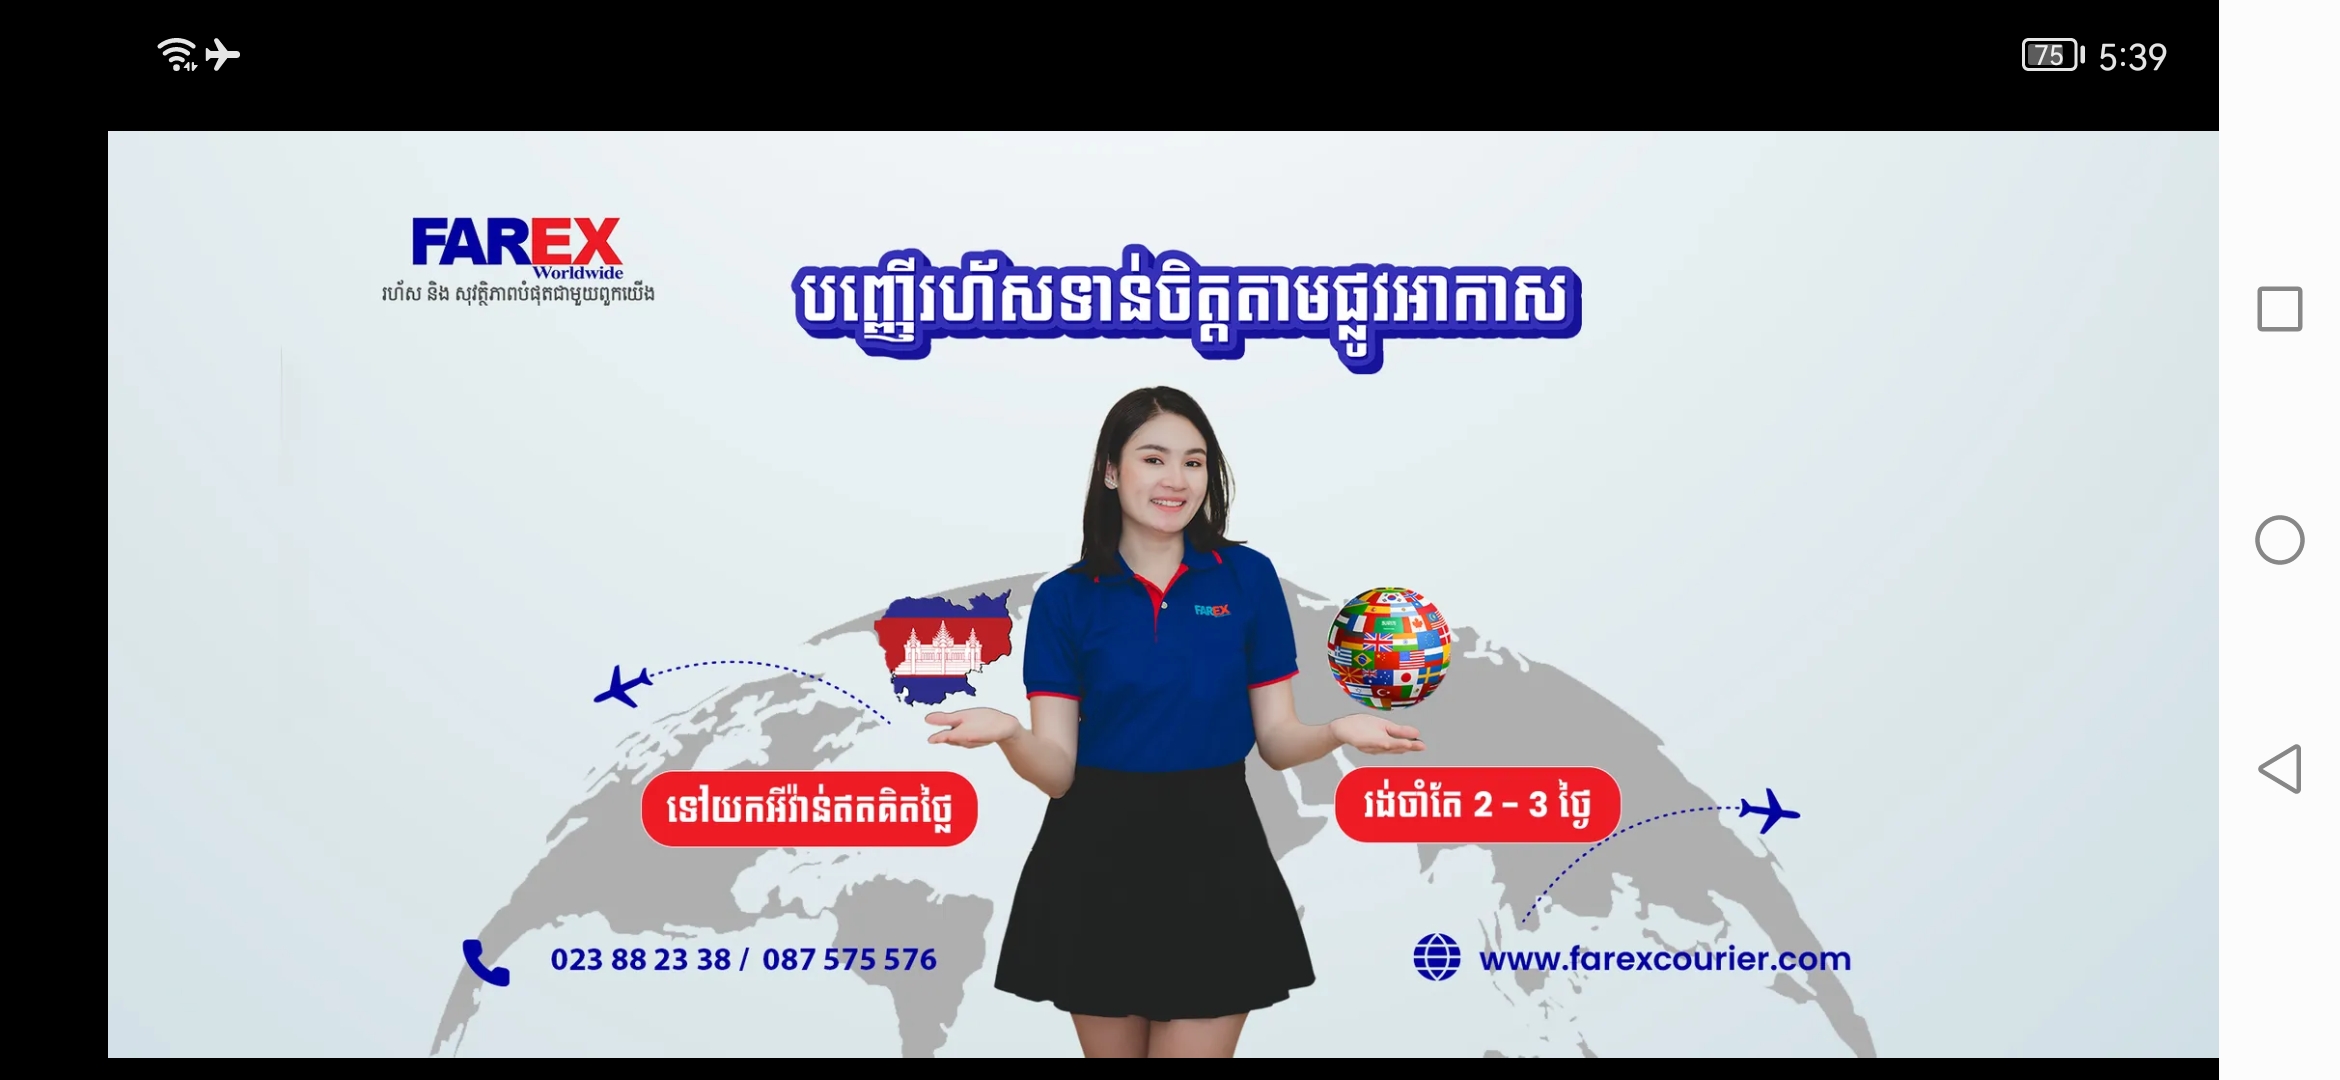 75 5:39
FAREX
Worldwide
រហ័ស និង សុវត្ថិភាពបំផុតជាមួយពួកយើង
បញ្ញើរហ័សទាន់ចិត្តតាមផ្លូវអាកាស
FAREX
ទៅយកអីវ៉ាន់ឥតគិតថ្លៃ
រង់ចាំតែ 2 – 3 ថ្ងៃ
023 88 23 38 / 087 575 576
www.farexcourier.com